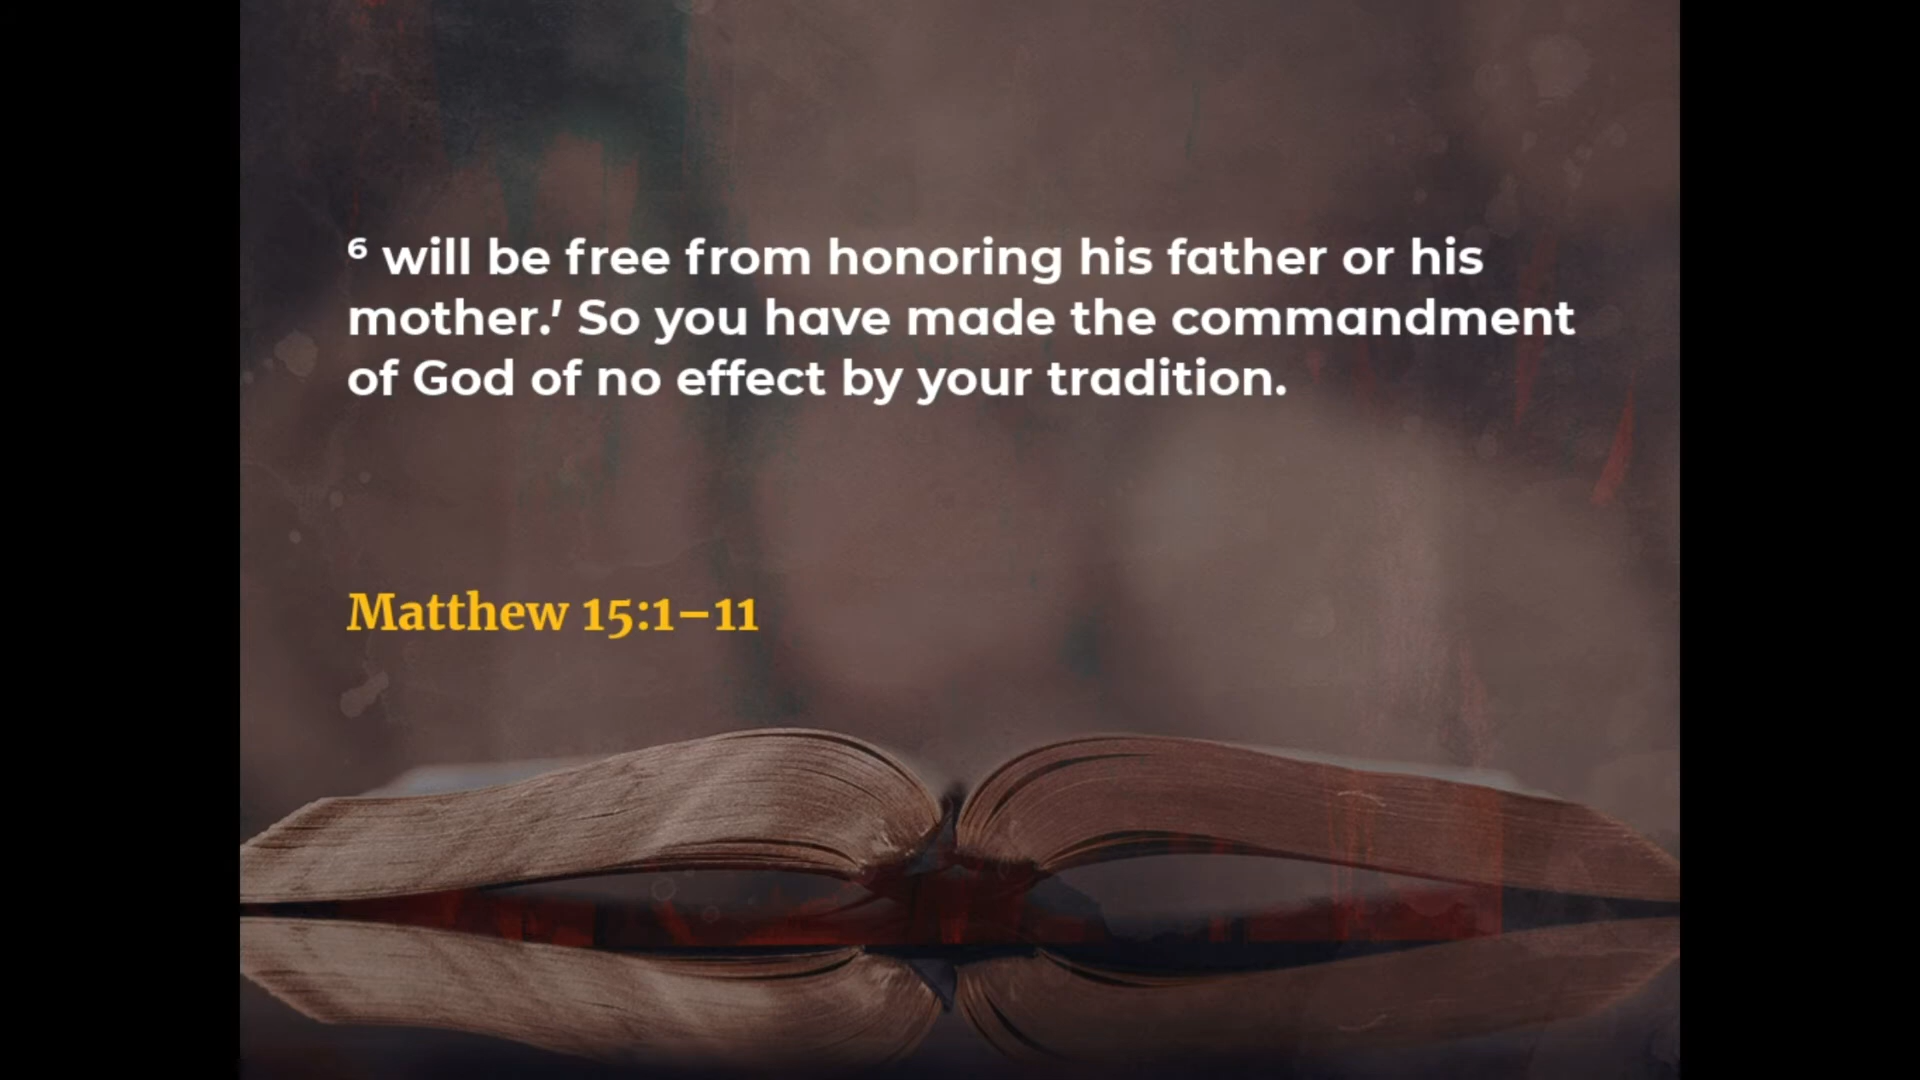 ⁶ will be free from honoring his father or his
mother.' So you have made the commandment
of God of no effect by your tradition.
Matthew 15:1–11